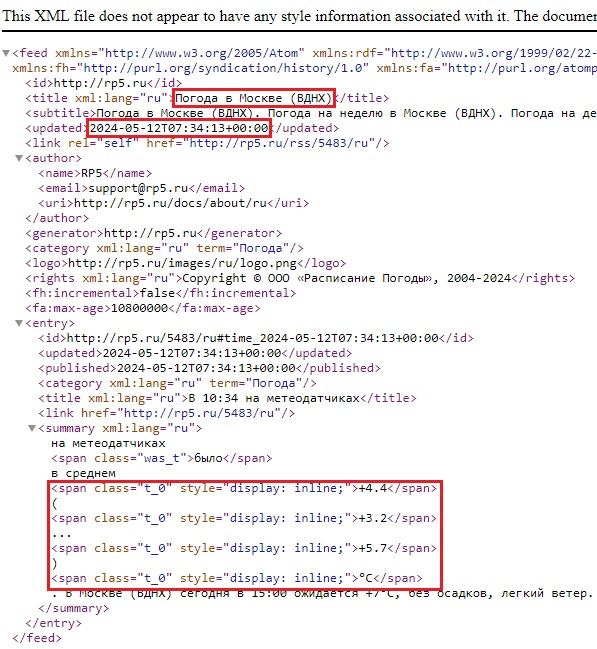 This XML file does not appear to have any style information associated with it. The documen
▼<feed xmlns="http://www.w3.org/2005/Atom" xmlns:rdf="http://www.w3.org/1999/02/22-
xmlns:fh="http://purl.org/syndication/history/1.0" xmlns:fa="http://purl.org/atomp
<id>http://rp5.ru</id>
<title xml:lang="ru">Погода в Москве (ВДНХ)</title>
<subtitle>Погода в Москве (ВДНХ). Погода на неделю в Москве (ВДНХ). Погода на де
<updated>2024-05-12T07:34:13+00:00</updated>
<link rel="self" href="http://rp5.ru/rss/5483/ru"/>
▼<author>
<name>RP5</name>
<email>support@rp5.ru</email>
<uri>http://rp5.ru/docs/about/ru</uri>
</author>
<generator>http://rp5.ru</generator>
<category xml:lang="ru" term="Погода"/>
<logo>http://rp5.ru/images/ru/logo.png</logo>
<rights xml:lang="ru">Copyright © ООО «Расписание Погоды», 2004-2024</rights>
<fh:incremental>false</fh:incremental>
<fa:max-age>10800000</fa:max-age>
▼<entry>
<id>http://rp5.ru/5483/ru#time_2024-05-12T07:34:13+00:00</id>
<updated>2024-05-12T07:34:13+00:00</updated>
<published>2024-05-12T07:34:13+00:00</published>
<category xml:lang="ru" term="Погода"/>
<title xml:lang="ru">В 10:34 на метеодатчиках</title>
<link href="http://rp5.ru/5483/ru"/>
▼<summary xml:lang="ru">
на метеодатчиках
<span class="was_t">было</span>
в среднем
<span class="t_0" style="display: inline;">+4.4</span>
(
<span class="t_0" style="display: inline;">+3.2</span>
...
<span class="t_0" style="display: inline;">+5.7</span>
)
<span class="t_0" style="display: inline;">°C</span>
. В Москве (ВДНХ) сегодня в 15:00 ожидается +7°C, без осадков, легкий ветер.
</summary>
</entry>
</feed>